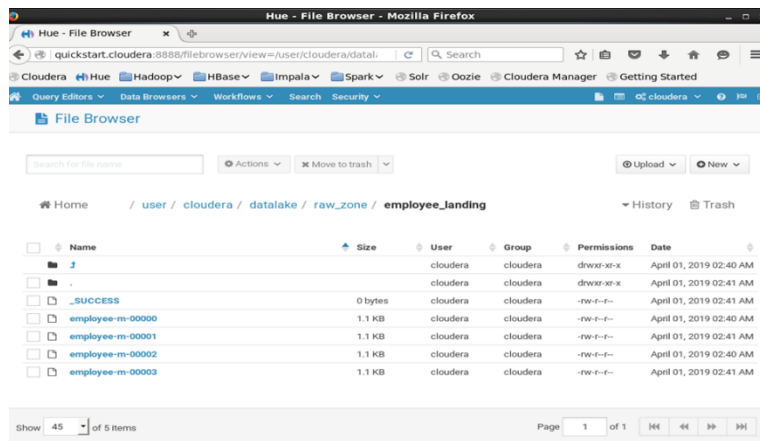 Hue - File Browser - Mozilla Firefox
Hue - File Browser
quickstart.cloudera:8888/filebrowser/view=/user/cloudera/datal
Search
Cloudera Hue Hadoop HBase Impala Spark Solr Oozie Cloudera Manager Getting Started
Query Editors Data Browsers Workflows Search Security cloudera
File Browser
Search for file name Actions Move to trash Upload New
Home / user / cloudera / datalake / raw_zone / employee_landing History Trash
Name Size User Group Permissions Date
cloudera cloudera drwxr-xr-x April 01, 2019 02:40 AM
. cloudera cloudera drwxr-xr-x April 01, 2019 02:41 AM
_SUCCESS 0 bytes cloudera cloudera -rw-r--r-- April 01, 2019 02:41 AM
employee-m-00000 1.1 KB cloudera cloudera -rw-r--r-- April 01, 2019 02:40 AM
employee-m-00001 1.1 KB cloudera cloudera -rw-r--r-- April 01, 2019 02:41 AM
employee-m-00002 1.1 KB cloudera cloudera -rw-r--r-- April 01, 2019 02:40 AM
employee-m-00003 1.1 KB cloudera cloudera -rw-r--r-- April 01, 2019 02:41 AM
Show 45 of 5 items Page 1 of 1